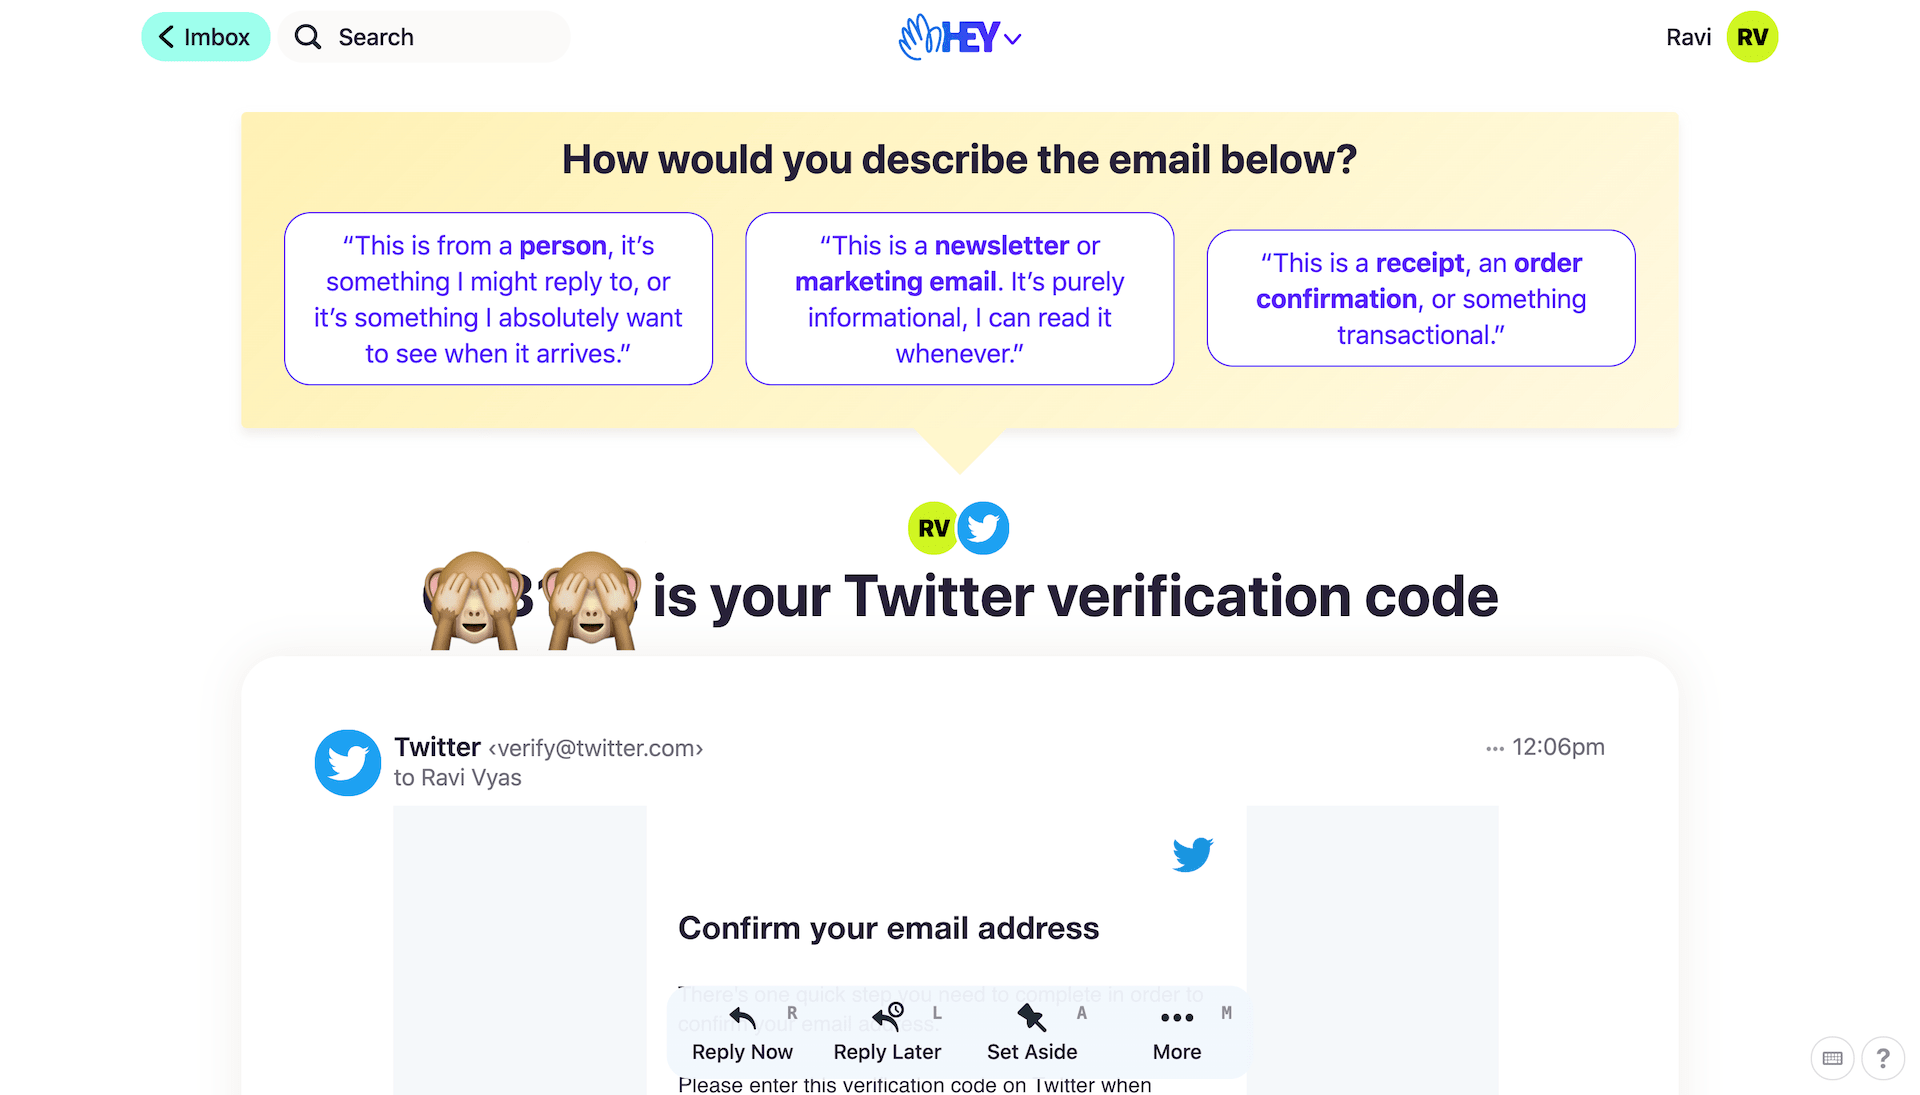 Imbox
Search
HEY
Ravi
RV
How would you describe the email below?
“This is from a person, it’s
something I might reply to, or
it’s something I absolutely want
to see when it arrives.”
“This is a newsletter or
marketing email. It’s purely
informational, I can read it
whenever.”
“This is a receipt, an order
confirmation, or something
transactional.”
RV
is your Twitter verification code
Twitter <verify@twitter.com>
to Ravi Vyas
··· 12:06pm
Confirm your email address
There's one quick step you need to complete in order to
confirm your email address.
R
L
A
M
Reply Now
Reply Later
Set Aside
More
Please enter this verification code on Twitter when
?